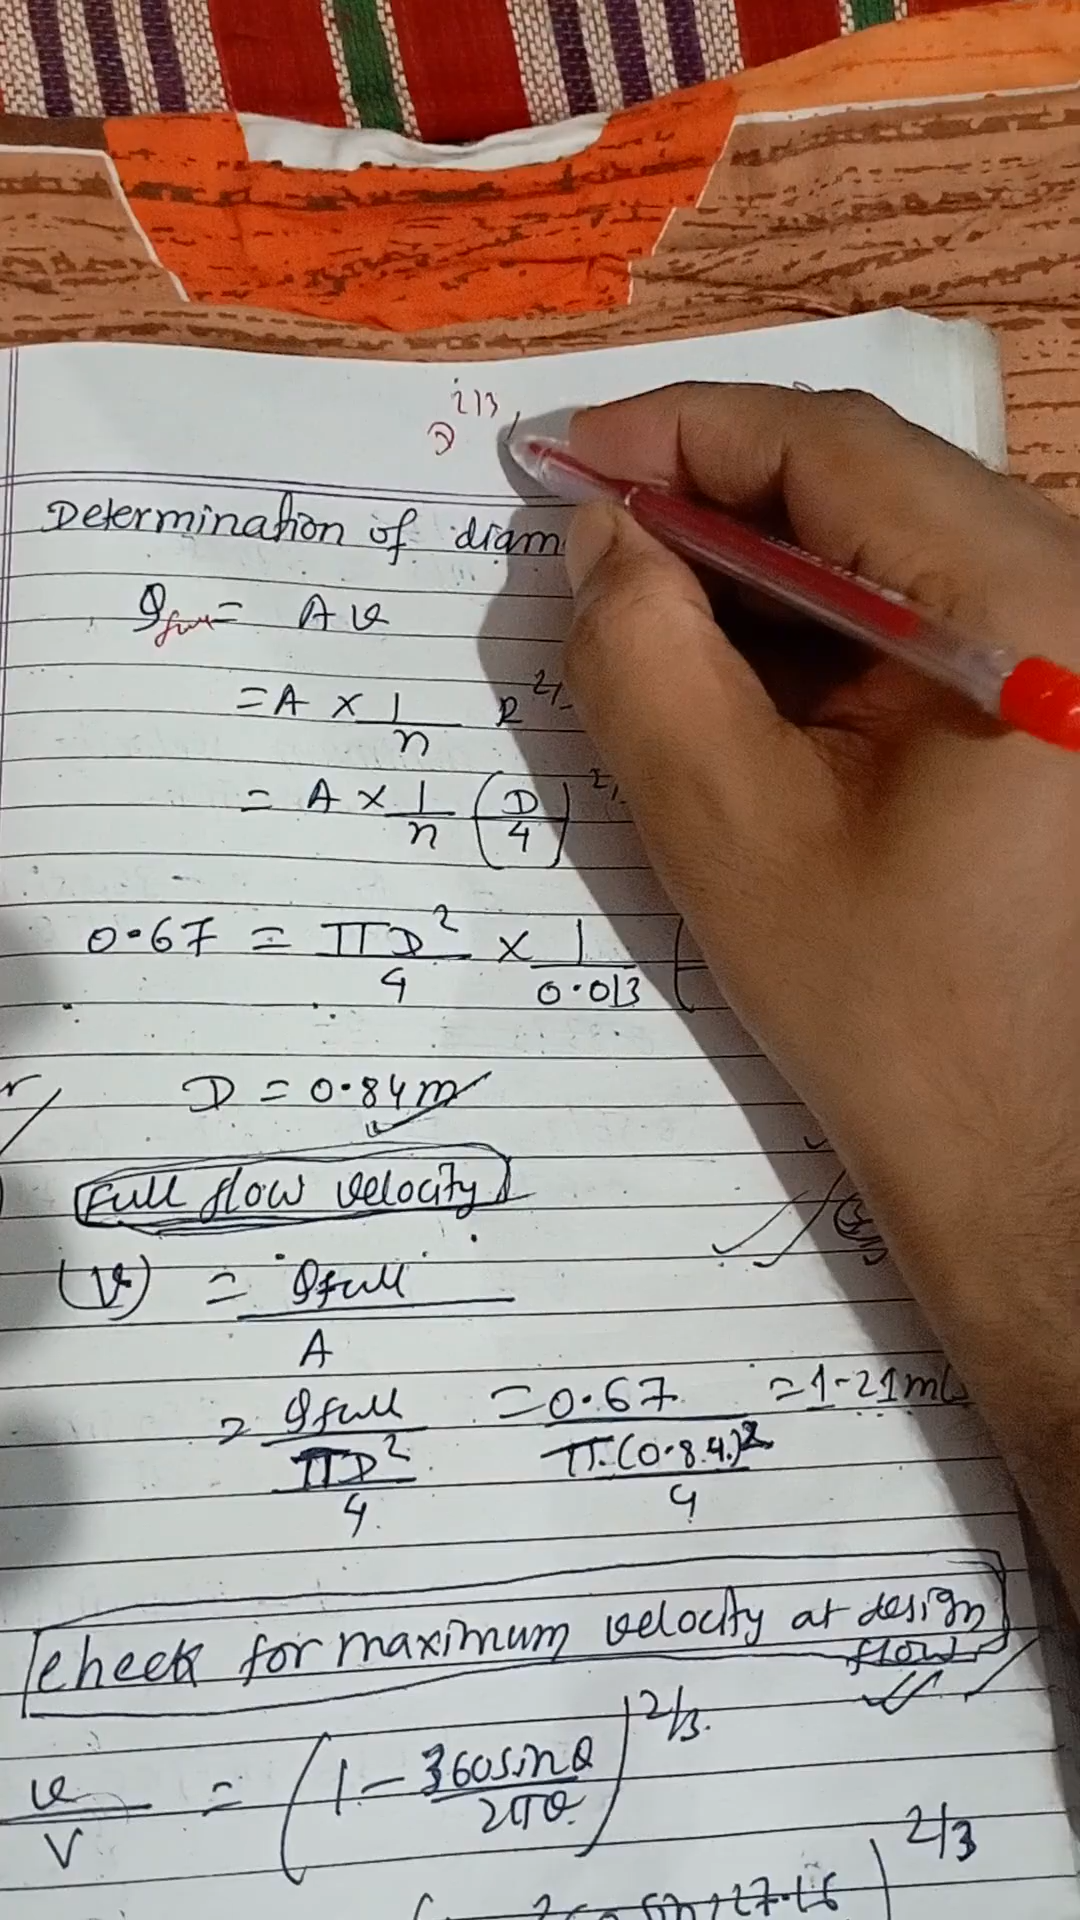 D^2/3
Determination of diam
Qfull = A v
= A × 1/n R^2/
= A × 1/n (D/4)^2/
0.67 = πD^2/4 × 1/0.013 (
D = 0.84m
Full flow velocity
(V) = Qfull/A
= Qfull/(πD^2/4) = 0.67/(π.(0.84)^2/4) = 1.21m/s
check for maximum velocity at design
flow
v/V = (1 - 360sinθ/2πθ)^2/3
2/3